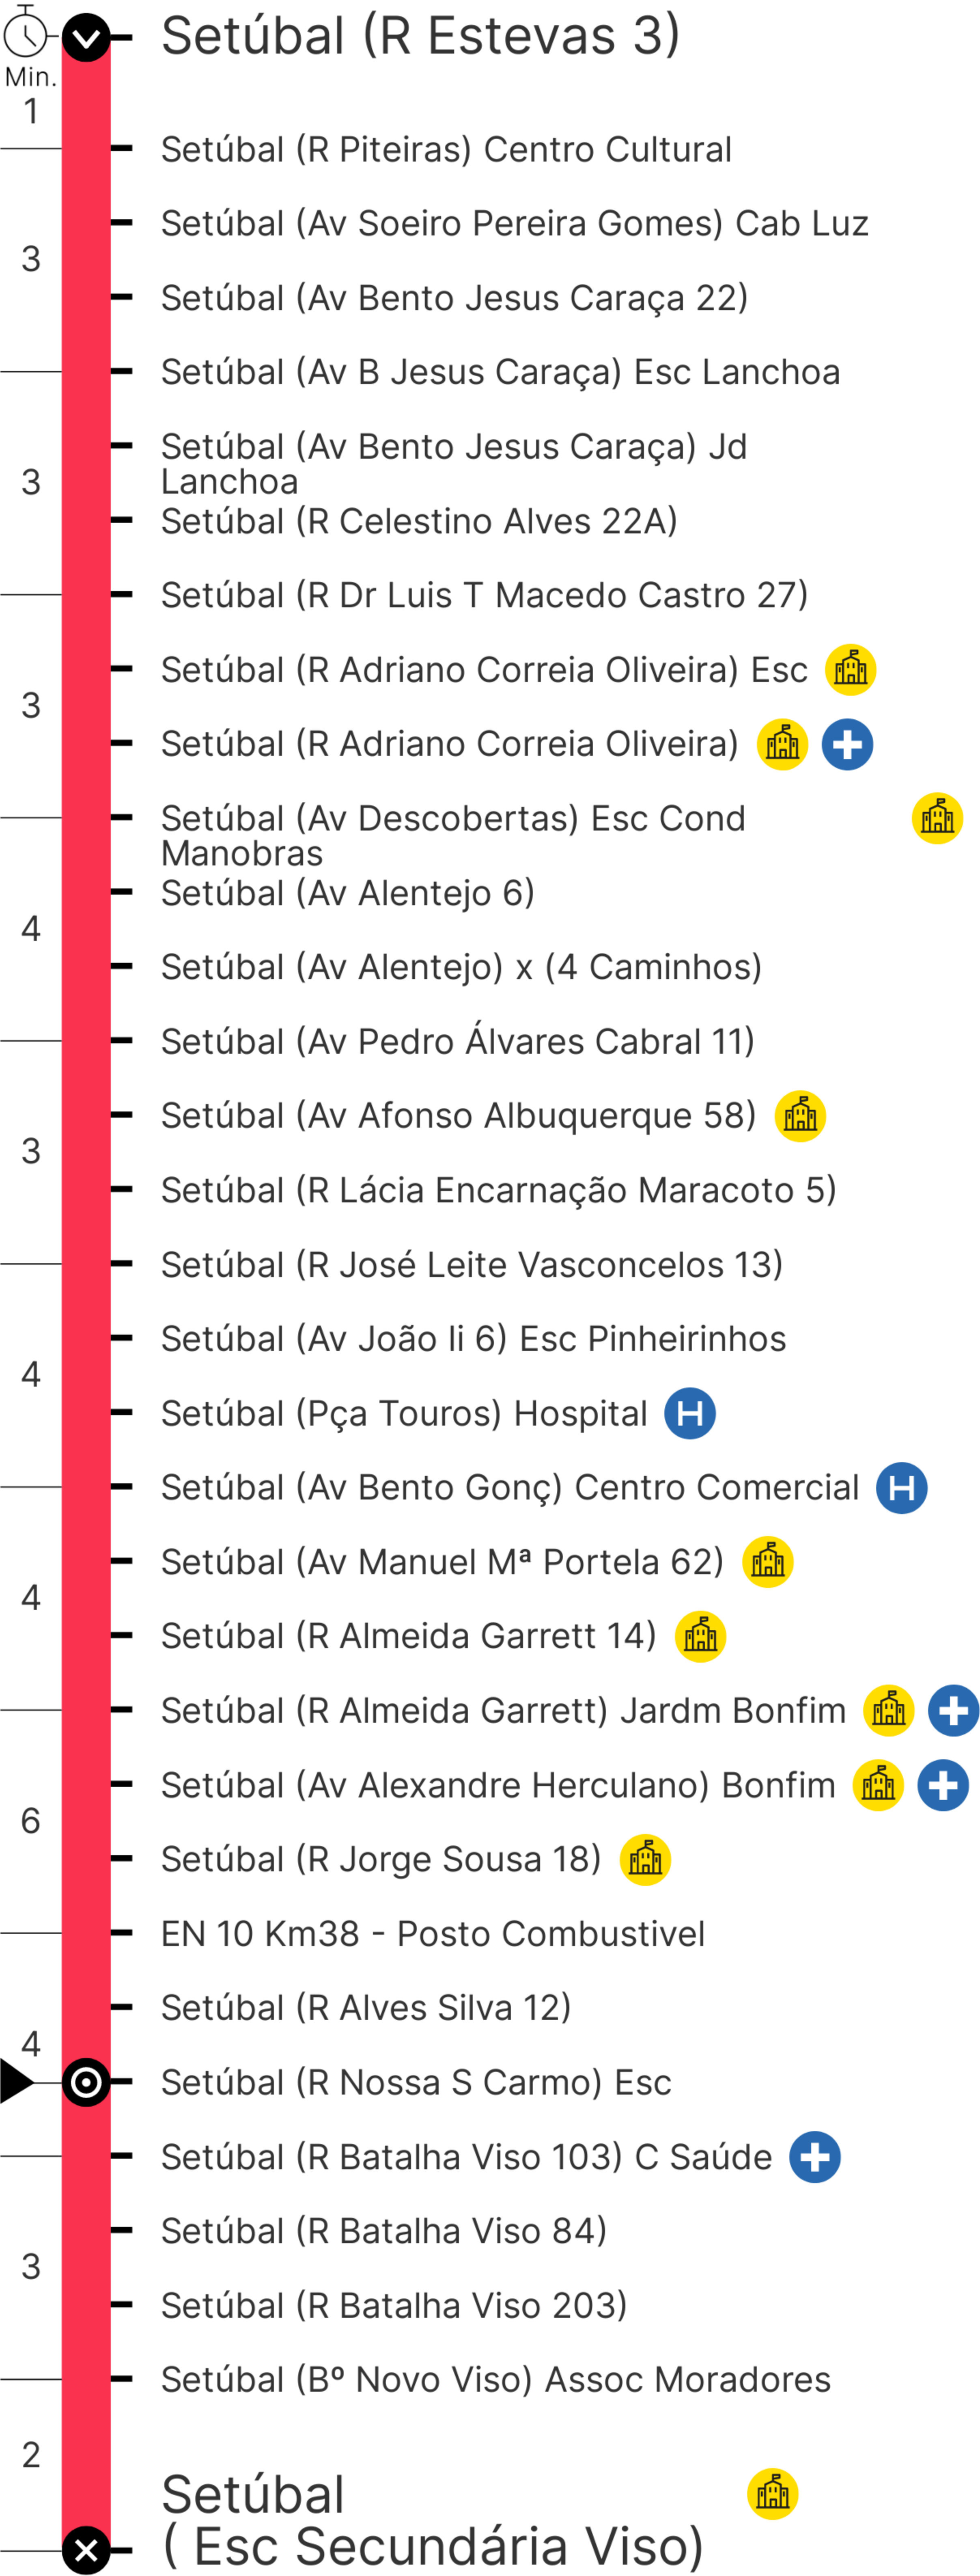 Setúbal (R Estevas 3)
Min.
1
Setúbal (R Piteiras) Centro Cultural
Setúbal (Av Soeiro Pereira Gomes) Cab Luz
3
Setúbal (Av Bento Jesus Caraça 22)
Setúbal (Av B Jesus Caraça) Esc Lanchoa
Setúbal (Av Bento Jesus Caraça) Jd
Lanchoa
3
Setúbal (R Celestino Alves 22A)
Setúbal (R Dr Luis T Macedo Castro 27)
Setúbal (R Adriano Correia Oliveira) Esc
3
Setúbal (R Adriano Correia Oliveira)
Setúbal (Av Descobertas) Esc Cond
Manobras
Setúbal (Av Alentejo 6)
4
Setúbal (Av Alentejo) x (4 Caminhos)
Setúbal (Av Pedro Álvares Cabral 11)
Setúbal (Av Afonso Albuquerque 58)
3
Setúbal (R Lácia Encarnação Maracoto 5)
Setúbal (R José Leite Vasconcelos 13)
Setúbal (Av João Ii 6) Esc Pinheirinhos
4
Setúbal (Pça Touros) Hospital H
Setúbal (Av Bento Gonç) Centro Comercial H
Setúbal (Av Manuel Mª Portela 62)
4
Setúbal (R Almeida Garrett 14)
Setúbal (R Almeida Garrett) Jardm Bonfim
Setúbal (Av Alexandre Herculano) Bonfim
6
Setúbal (R Jorge Sousa 18)
EN 10 Km38 - Posto Combustivel
Setúbal (R Alves Silva 12)
4
Setúbal (R Nossa S Carmo) Esc
Setúbal (R Batalha Viso 103) C Saúde
Setúbal (R Batalha Viso 84)
3
Setúbal (R Batalha Viso 203)
Setúbal (Bº Novo Viso) Assoc Moradores
2
Setúbal
( Esc Secundária Viso)